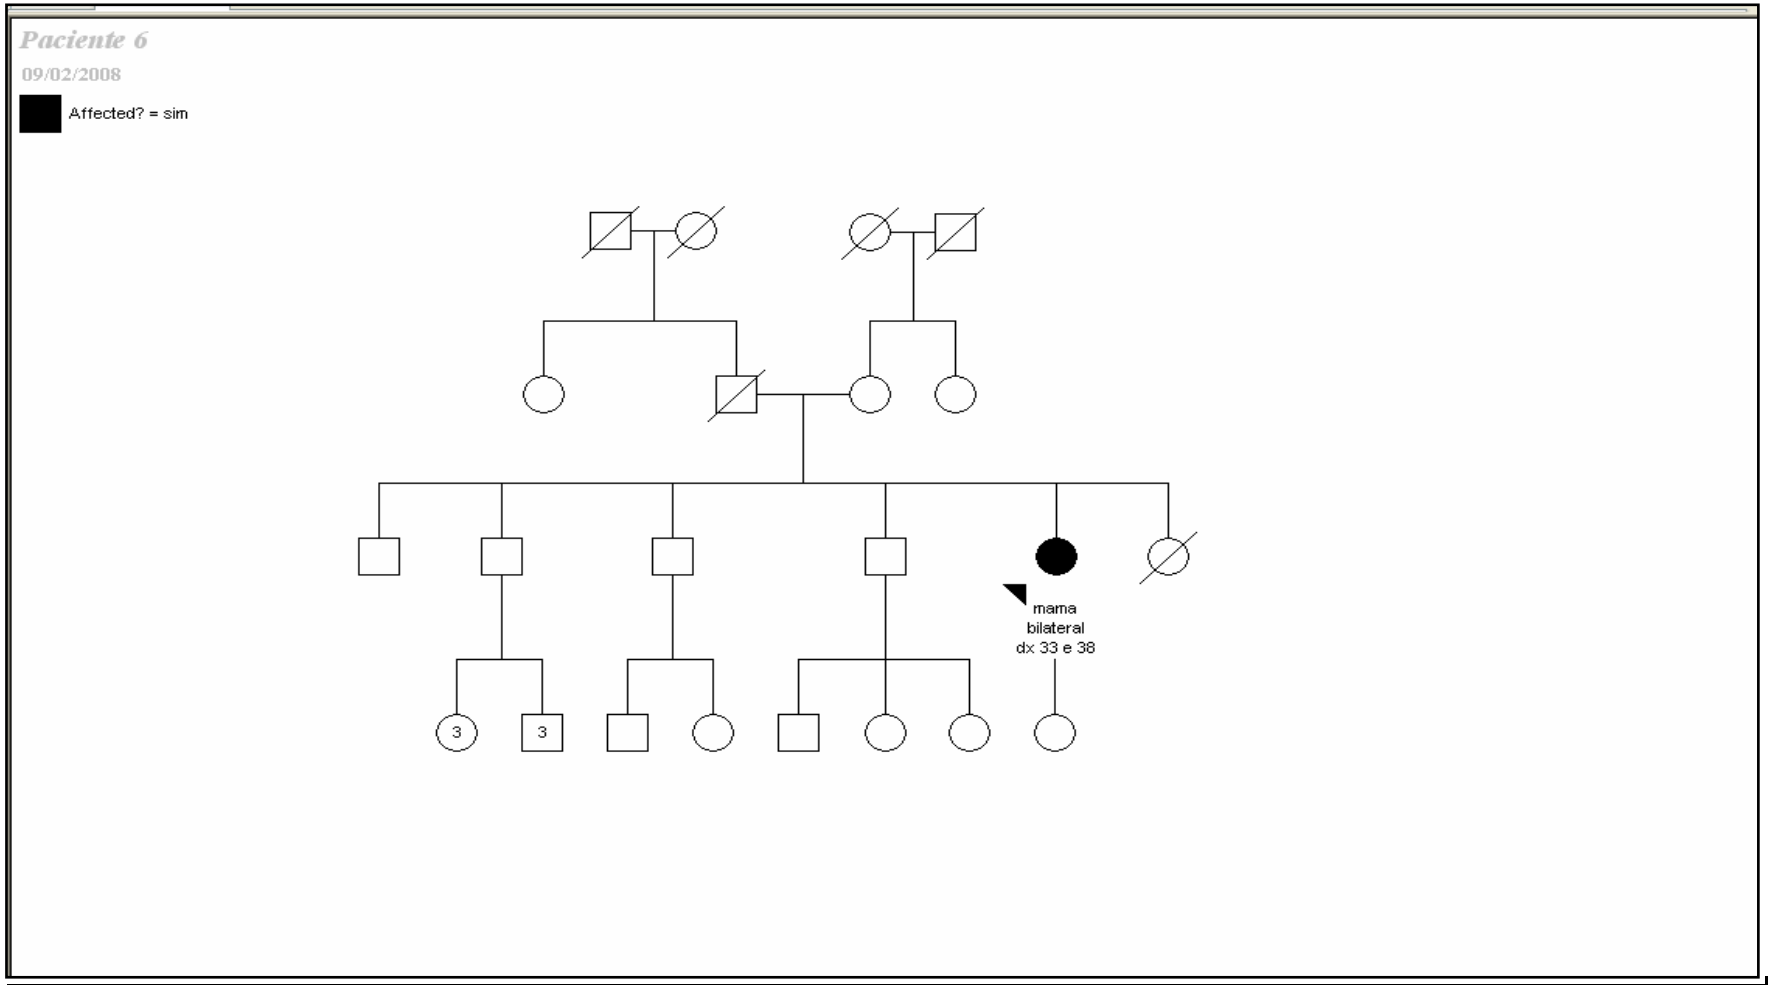 Paciente 6
09/02/2008
Affected? = sim
mama
bilateral
dx 33 e 38
3
3